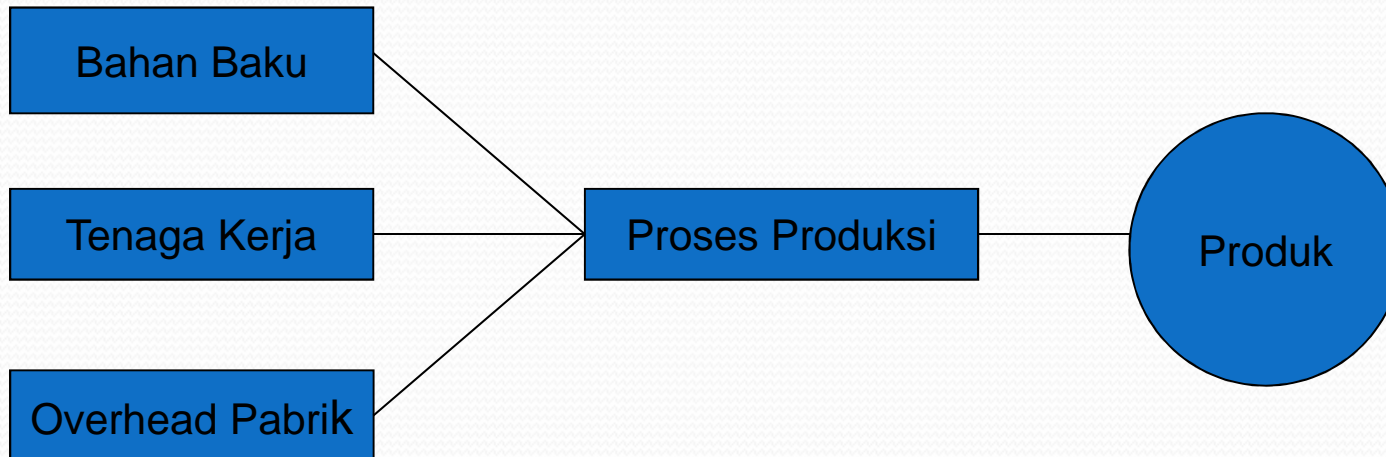 Bahan Baku
Tenaga Kerja
Proses Produksi
Produk
Overhead Pabrik